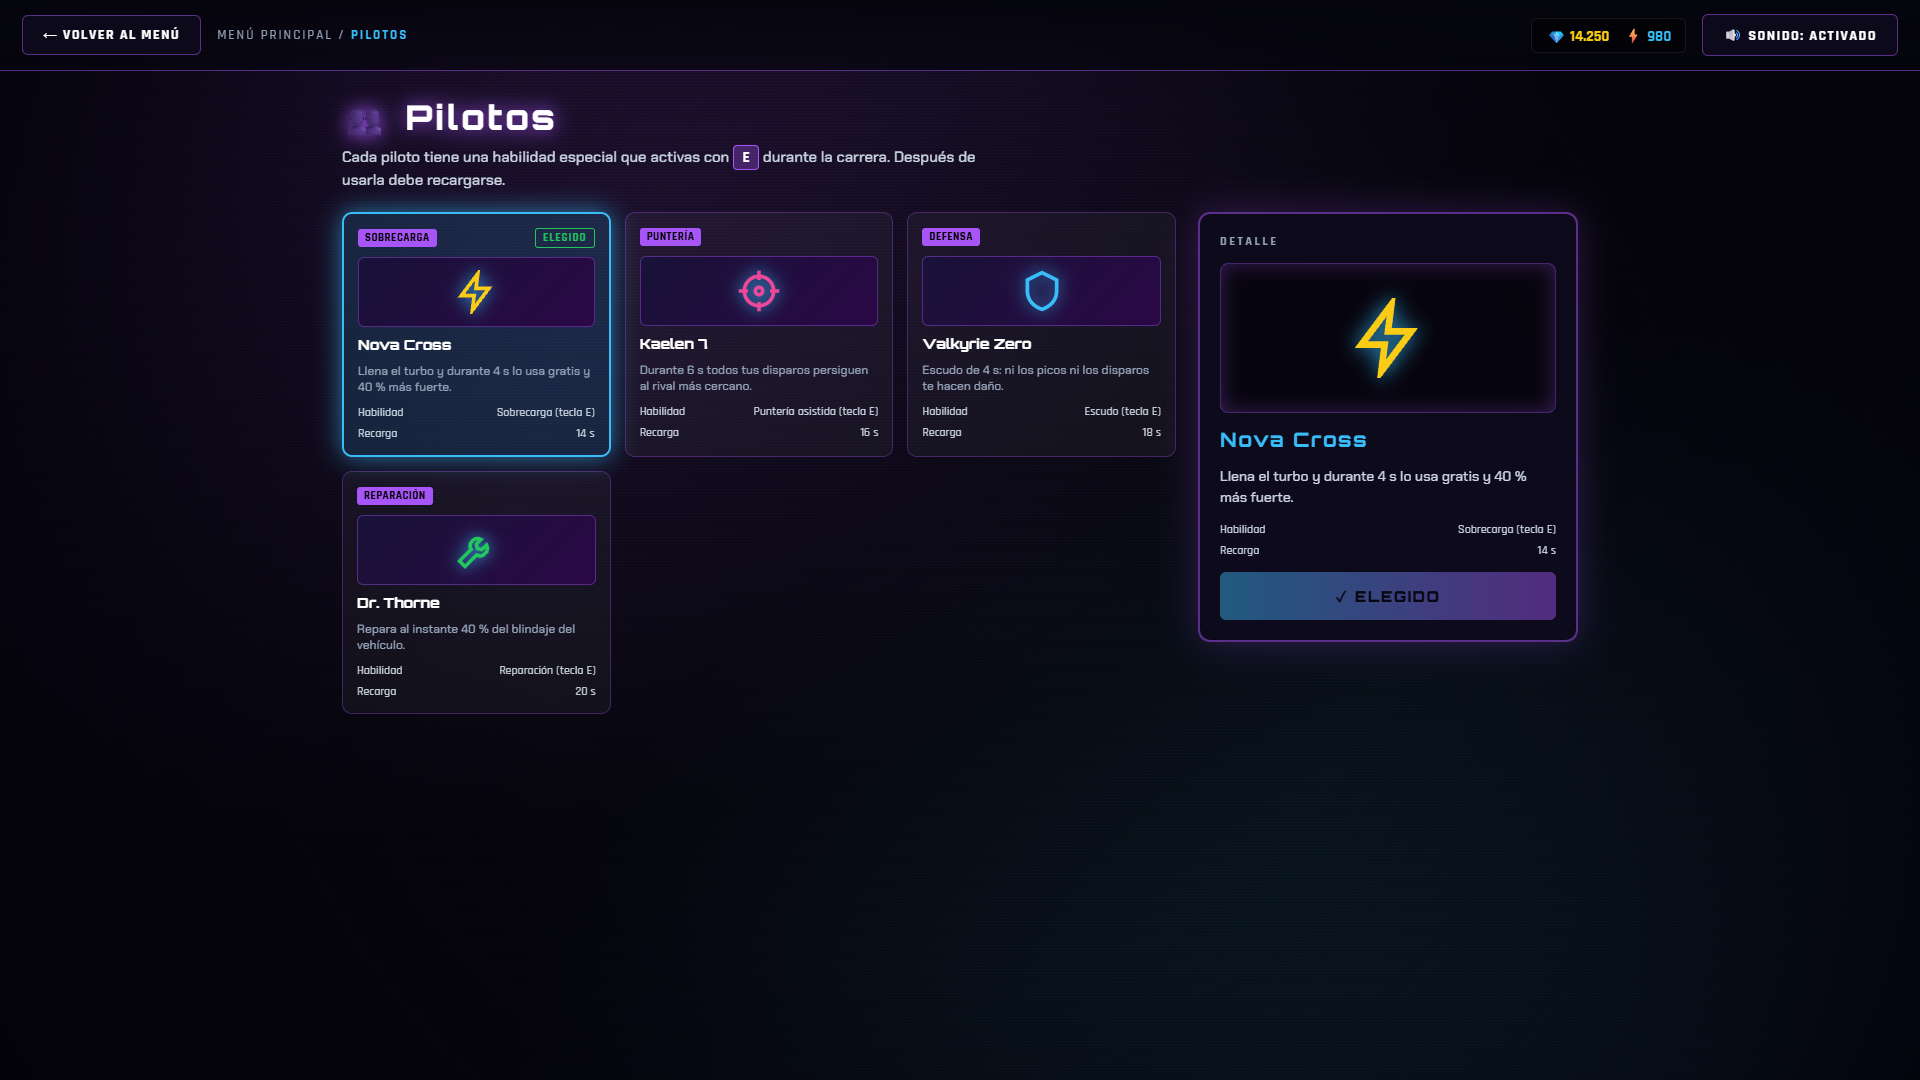 ← VOLVER AL MENÚ
MENÚ PRINCIPAL / PILOTOS
14.250
980
SONIDO: ACTIVADO
Pilotos
Cada piloto tiene una habilidad especial que activas con E durante la carrera. Después de
usarla debe recargarse.
SOBRECARGA
ELEGIDO
Nova Cross
Llena el turbo y durante 4 s lo usa gratis y
40 % más fuerte.
Habilidad Sobrecarga (tecla E)
Recarga 14 s
PUNTERÍA
Kaelen 7
Durante 6 s todos tus disparos persiguen
al rival más cercano.
Habilidad Puntería asistida (tecla E)
Recarga 16 s
DEFENSA
Valkyrie Zero
Escudo de 4 s: ni los picos ni los disparos
te hacen daño.
Habilidad Escudo (tecla E)
Recarga 18 s
REPARACIÓN
Dr. Thorne
Repara al instante 40 % del blindaje del
vehículo.
Habilidad Reparación (tecla E)
Recarga 20 s
DETALLE
Nova Cross
Llena el turbo y durante 4 s lo usa gratis y 40 %
más fuerte.
Habilidad Sobrecarga (tecla E)
Recarga 14 s
✓ ELEGIDO